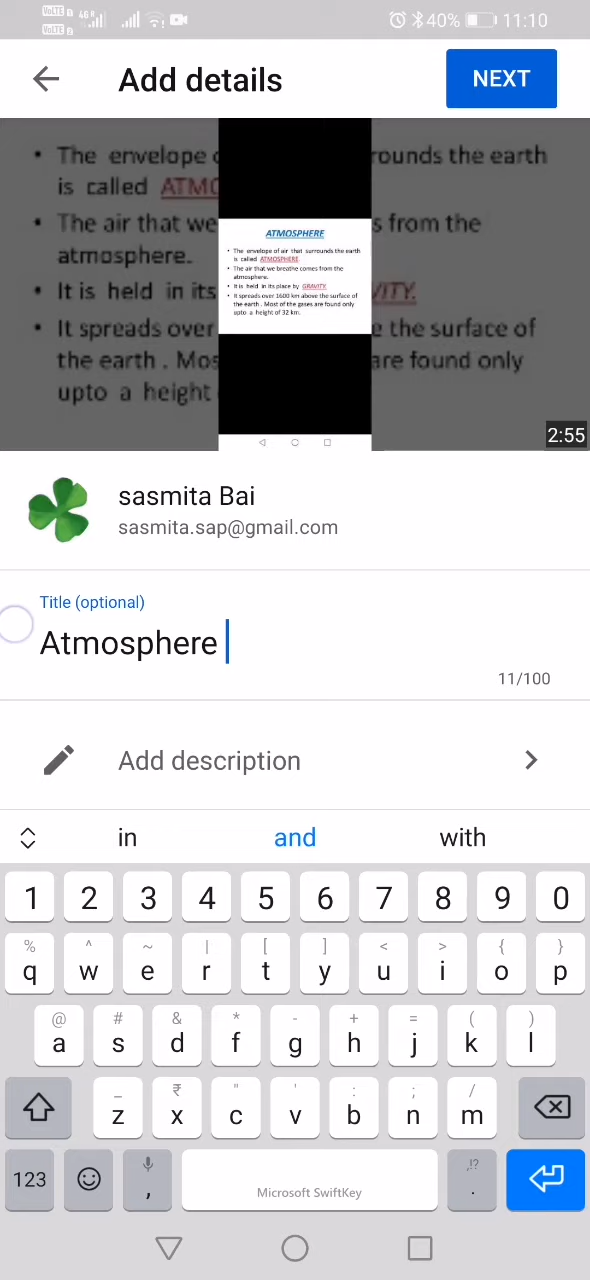 VoLTE 1
VoLTE 2
4G R
40% 11:10
Add details
NEXT
The envelope
rounds the earth
is called ATMO
The air that we
s from the
atmosphere.
It is held in its
VITY.
It spreads over
e the surface of
the earth . Mos
are found only
upto a height
ATMOSPHERE
The envelope of air that surrounds the earth
is called ATMOSPHERE.
The air that we breathe comes from the
atmosphere.
It is held in its place by GRAVITY.
It spreads over 1600 km above the surface of
the earth . Most of the gases are found only
upto a height of 32 km.
2:55
sasmita Bai
sasmita.sap@gmail.com
Title (optional)
Atmosphere
11/100
Add description
in and with
1 2 3 4 5 6 7 8 9 0
% ^ ~ | [ ] < > { }
q w e r t y u i o p
@ # & * - + = ( )
a s d f g h j k l
_ ₹ " ' : ; /
z x c v b n m
,!?
123 , Microsoft SwiftKey .